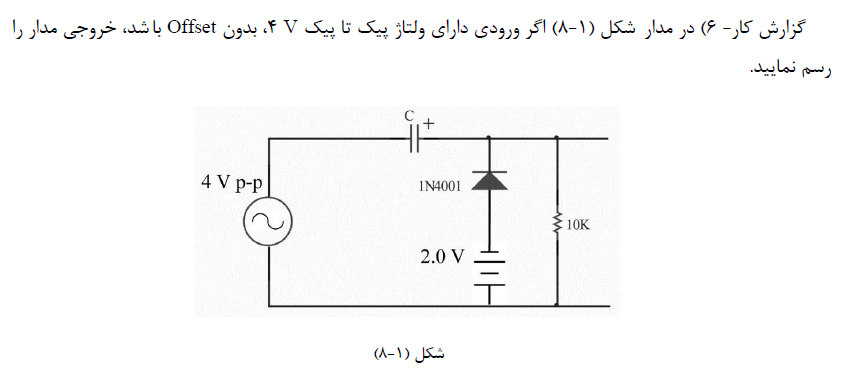 گزارش کار- ۶) در مدار شکل (۱-۸) اگر ورودی دارای ولتاژ پیک تا پیک ۴ V، بدون Offset باشد، خروجی مدار را
رسم نمایید.
C +
4 V p-p
1N4001
10K
2.0 V
شکل (۱-۸)